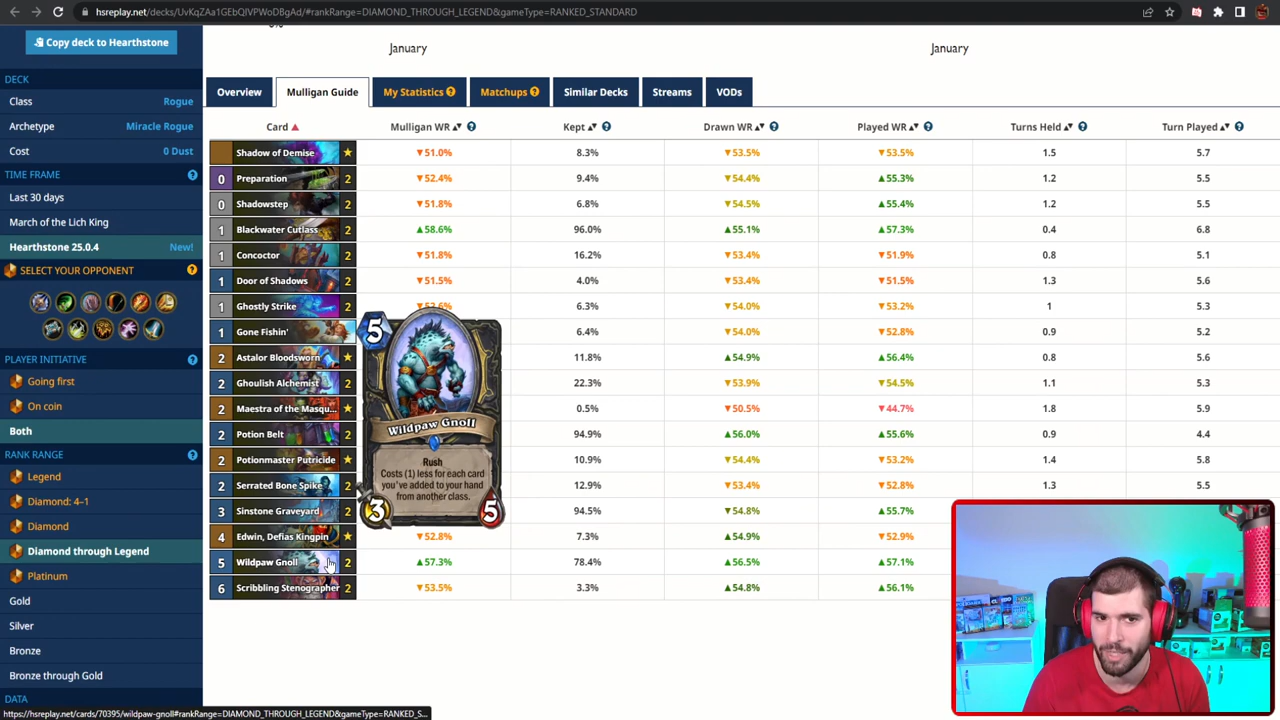 hsreplay.net/decks/UvKqZAa1GEbQIVPWoDBgAd/#rankRange=DIAMOND_THROUGH_LEGEND&gameType=RANKED_STANDARD
Copy deck to Hearthstone
DECK
Class Rogue
Archetype Miracle Rogue
Cost 0 Dust
TIME FRAME
Last 30 days
March of the Lich King
Hearthstone 25.0.4 New!
SELECT YOUR OPPONENT
PLAYER INITIATIVE
Going first
On coin
Both
RANK RANGE
Legend
Diamond: 4–1
Diamond
Diamond through Legend
Platinum
Gold
Silver
Bronze
Bronze through Gold
DATA
January January
Overview Mulligan Guide My Statistics Matchups Similar Decks Streams VODs
Card Mulligan WR Kept Drawn WR Played WR Turns Held Turn Played
Shadow of Demise ★ ▼51.0% 8.3% ▼53.5% ▼53.5% 1.5 5.7
0 Preparation 2 ▼52.4% 9.4% ▼54.4% ▲55.3% 1.2 5.5
0 Shadowstep 2 ▼51.8% 6.8% ▼54.5% ▲55.4% 1.2 5.5
1 Blackwater Cutlass 2 ▲58.6% 96.0% ▲55.1% ▲57.3% 0.4 6.8
1 Concoctor 2 ▼51.8% 16.2% ▼53.4% ▼51.9% 0.8 5.1
1 Door of Shadows 2 ▼51.5% 4.0% ▼53.4% ▼51.5% 1.3 5.6
1 Ghostly Strike 2 6.3% ▼54.0% ▼53.2% 1 5.3
1 Gone Fishin' 6.4% ▼54.0% ▼52.8% 0.9 5.2
2 Astalor Bloodsworn ★ 11.8% ▲54.9% ▲56.4% 0.8 5.6
2 Ghoulish Alchemist 2 22.3% ▼53.9% ▼54.5% 1.1 5.3
2 Maestra of the Masqu... ★ 0.5% ▼50.5% ▼44.7% 1.8 5.9
2 Potion Belt 2 94.9% ▲56.0% ▲55.6% 0.9 4.4
2 Potionmaster Putricide ★ 10.9% ▼54.4% ▼53.2% 1.4 5.8
2 Serrated Bone Spike 2 12.9% ▼53.4% ▼52.8% 1.3 5.5
3 Sinstone Graveyard 2 94.5% ▼54.8% ▲55.7%
4 Edwin, Defias Kingpin ★ ▼52.8% 7.3% ▲54.9% ▼52.9%
5 Wildpaw Gnoll 2 ▲57.3% 78.4% ▲56.5% ▲57.1%
6 Scribbling Stenographer 2 ▼53.5% 3.3% ▲54.8% ▲56.1%
5
Wildpaw Gnoll
Rush
Costs (1) less for each card
you've added to your hand
from another class.
3 5
https://hsreplay.net/cards/70395/wildpaw-gnoll#rankRange=DIAMOND_THROUGH_LEGEND&gameType=RANKED_S...